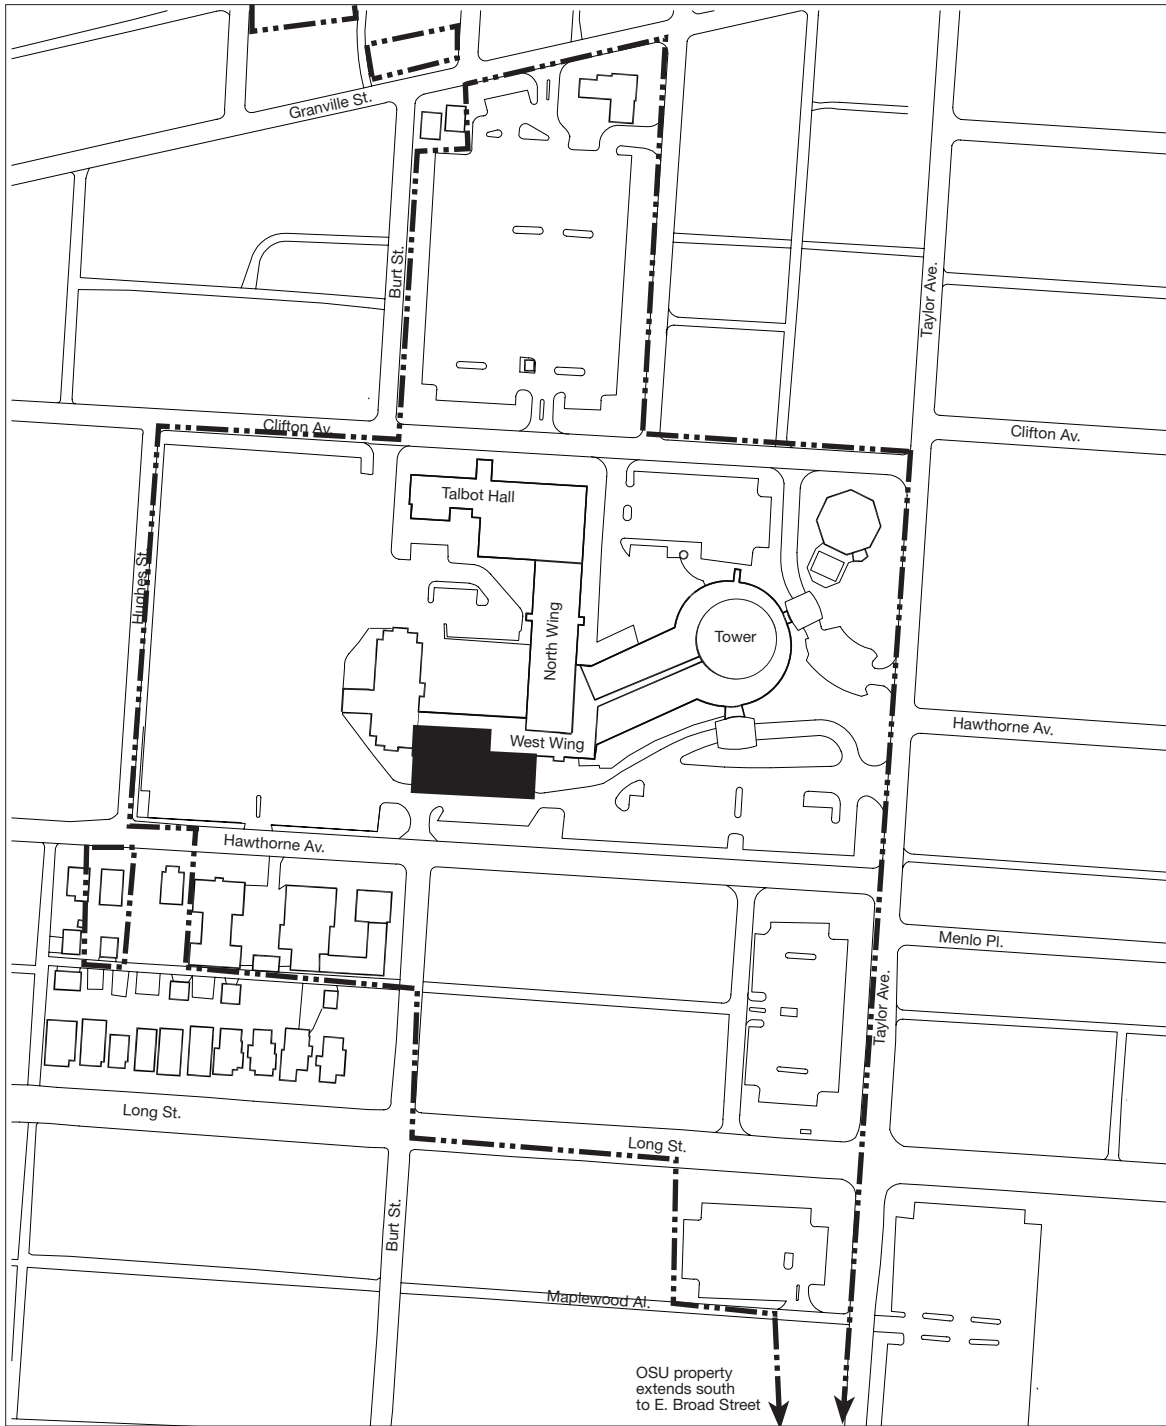 Granville St.
Burt St.
Taylor Ave.
Clifton Av.
Clifton Av.
Talbot Hall
Hughes St.
North Wing
Tower
West Wing
Hawthorne Av.
Hawthorne Av.
Menlo Pl.
Taylor Ave.
Long St.
Long St.
Burt St.
Maplewood Al.
OSU property
extends south
to E. Broad Street